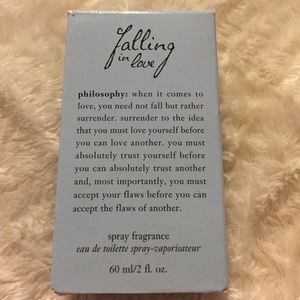 falling
in love
philosophy: when it comes to
love, you need not fall but rather
surrender. surrender to the idea
that you must love yourself before
you can love another. you must
absolutely trust yourself before
you can absolutely trust another
and, most importantly, you must
accept your flaws before you can
accept the flaws of another.
spray fragrance
eau de toilette spray-vaporisateur
60 ml/2 fl. oz.